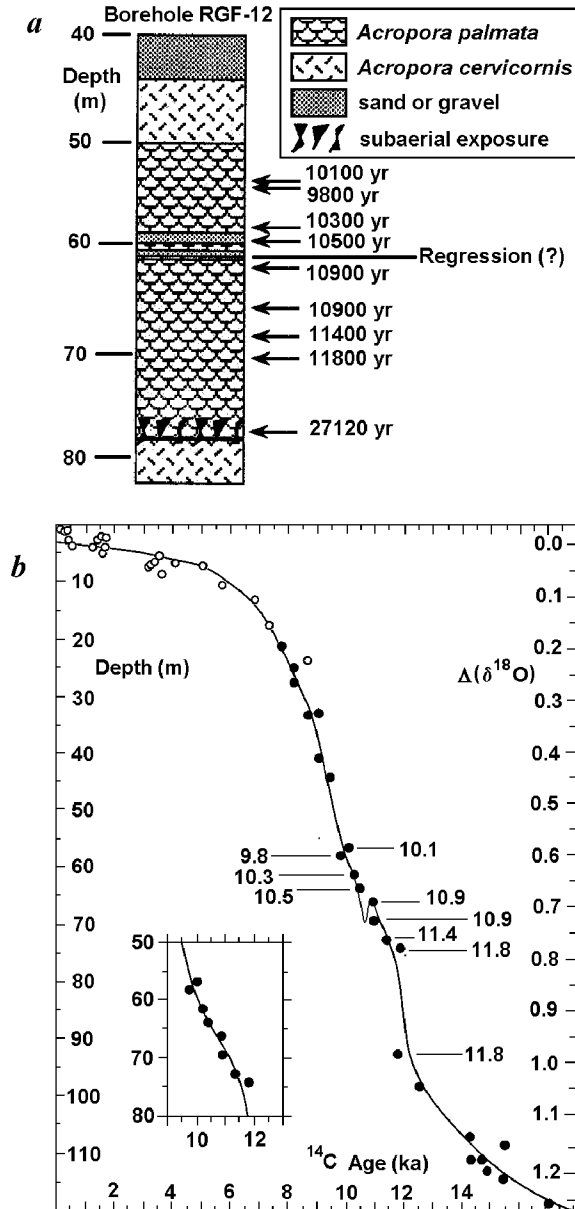 a
Borehole RGF-12
40
Depth
(m)
50
60
70
80
Acropora palmata
Acropora cervicornis
sand or gravel
subaerial exposure
10100 yr
9800 yr
10300 yr
10500 yr
Regression (?)
10900 yr
10900 yr
11400 yr
11800 yr
27120 yr
b
10
20
30
40
50
60
70
80
90
100
110
Depth (m)
Δ(δ18O)
0.0
0.1
0.2
0.3
0.4
0.5
0.6
0.7
0.8
0.9
1.0
1.1
1.2
9.8
10.1
10.3
10.5
10.9
10.9
11.4
11.8
11.8
50
60
70
80
10 12
14C Age (ka)
2 4 6 8 10 12 14 16